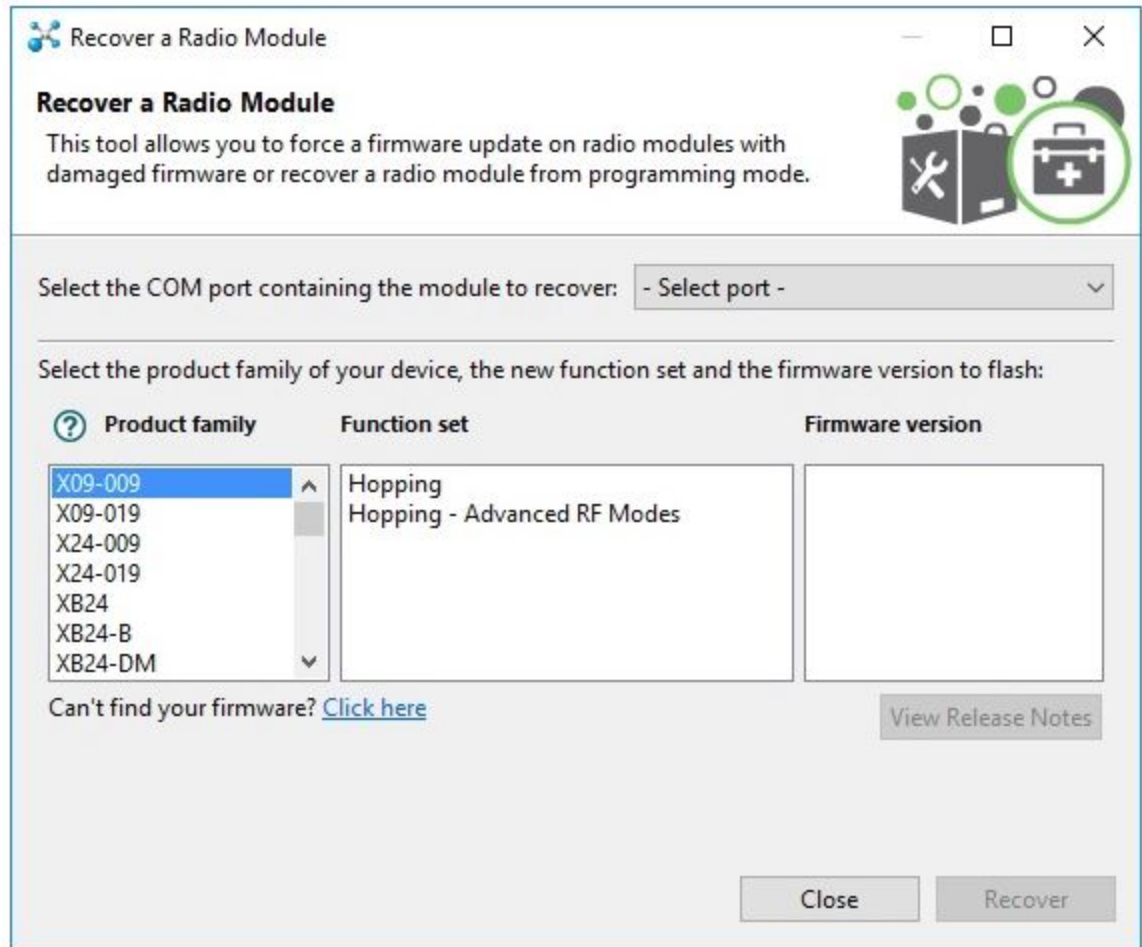 Recover a Radio Module
Recover a Radio Module
This tool allows you to force a firmware update on radio modules with
damaged firmware or recover a radio module from programming mode.
Select the COM port containing the module to recover: - Select port -
Select the product family of your device, the new function set and the firmware version to flash:
? Product family Function set Firmware version
X09-009 Hopping
X09-019 Hopping - Advanced RF Modes
X24-009
X24-019
XB24
XB24-B
XB24-DM
Can't find your firmware? Click here
View Release Notes
Close Recover